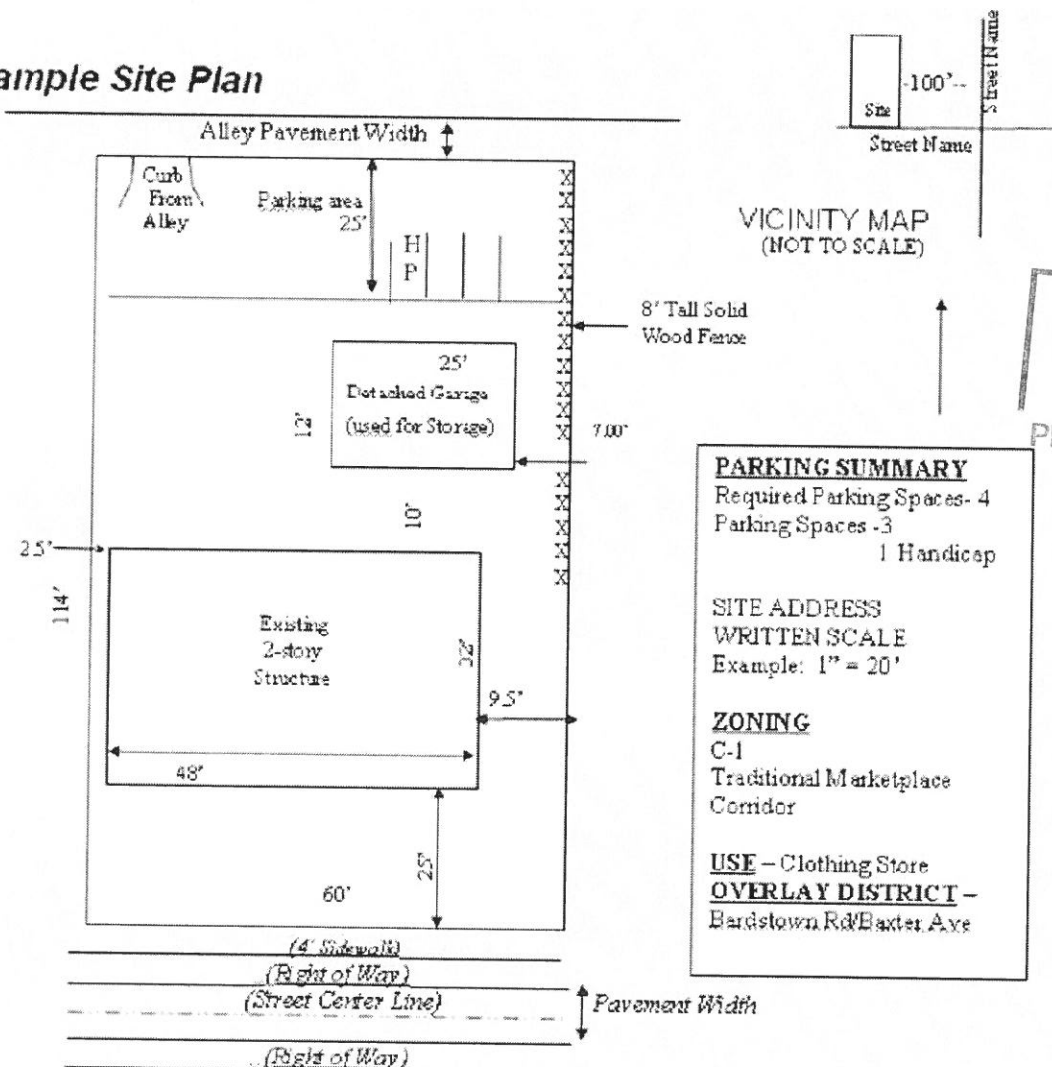 ample Site Plan
Alley Pavement Width
Curb
From
Alley
Parking area
25'
H
P
25'
Detached Garage
(used for Storage)
12'
7.00'
8' Tall Solid
Wood Fence
10'
2.5'
114'
Existing
2-story
Structure
32'
9.5'
48'
25'
60'
(4' Sidewalk)
(Right of Way)
(Street Center Line)
Pavement Width
(Right of Way)
Site
-100'--
Street Name
Street Name
VICINITY MAP
(NOT TO SCALE)
PARKING SUMMARY
Required Parking Spaces- 4
Parking Spaces -3
1 Handicap
SITE ADDRESS
WRITTEN SCALE
Example: 1" = 20'
ZONING
C-1
Traditional Marketplace
Corridor
USE – Clothing Store
OVERLAY DISTRICT –
Bardstown Rd/Baxter Ave